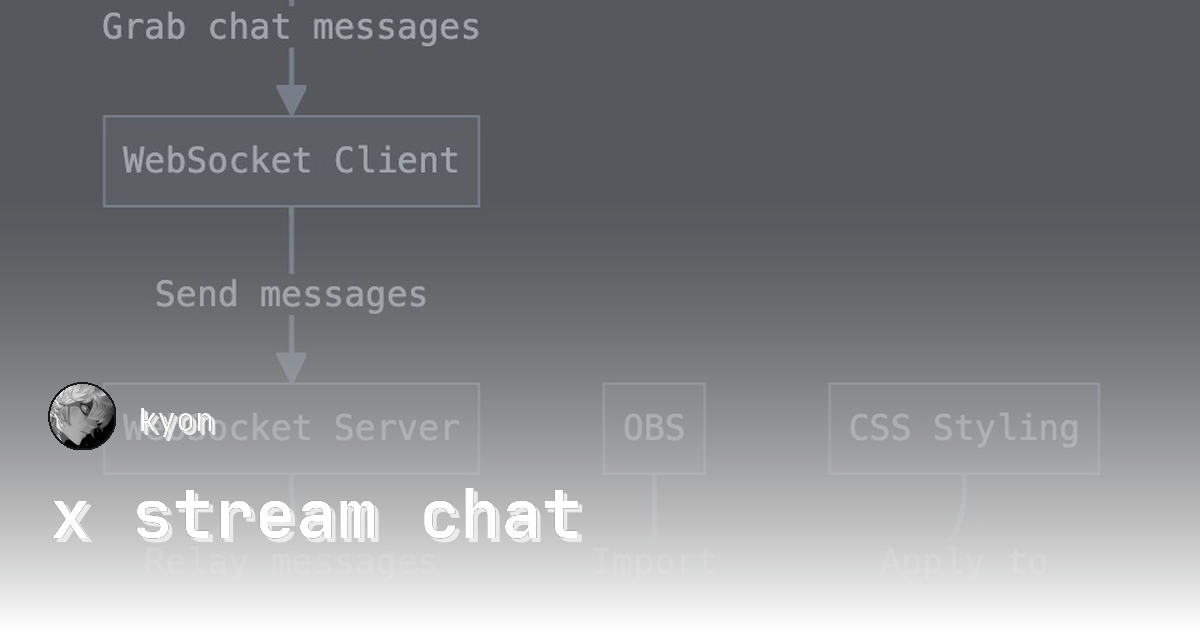 Grab chat messages
WebSocket Client
Send messages
WebSocket Server
OBS
CSS Styling
kyon
x stream chat
Relay messages
Import
Apply to